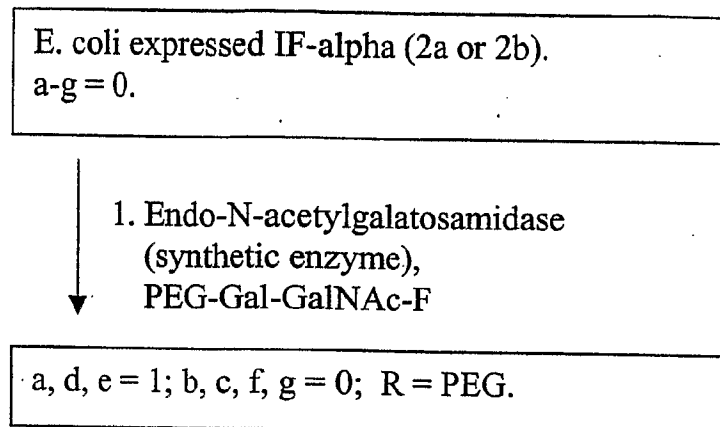 E. coli expressed IF-alpha (2a or 2b).
a-g = 0.
1. Endo-N-acetylgalatosamidase
(synthetic enzyme),
PEG-Gal-GalNAc-F
a, d, e = 1; b, c, f, g = 0; R = PEG.